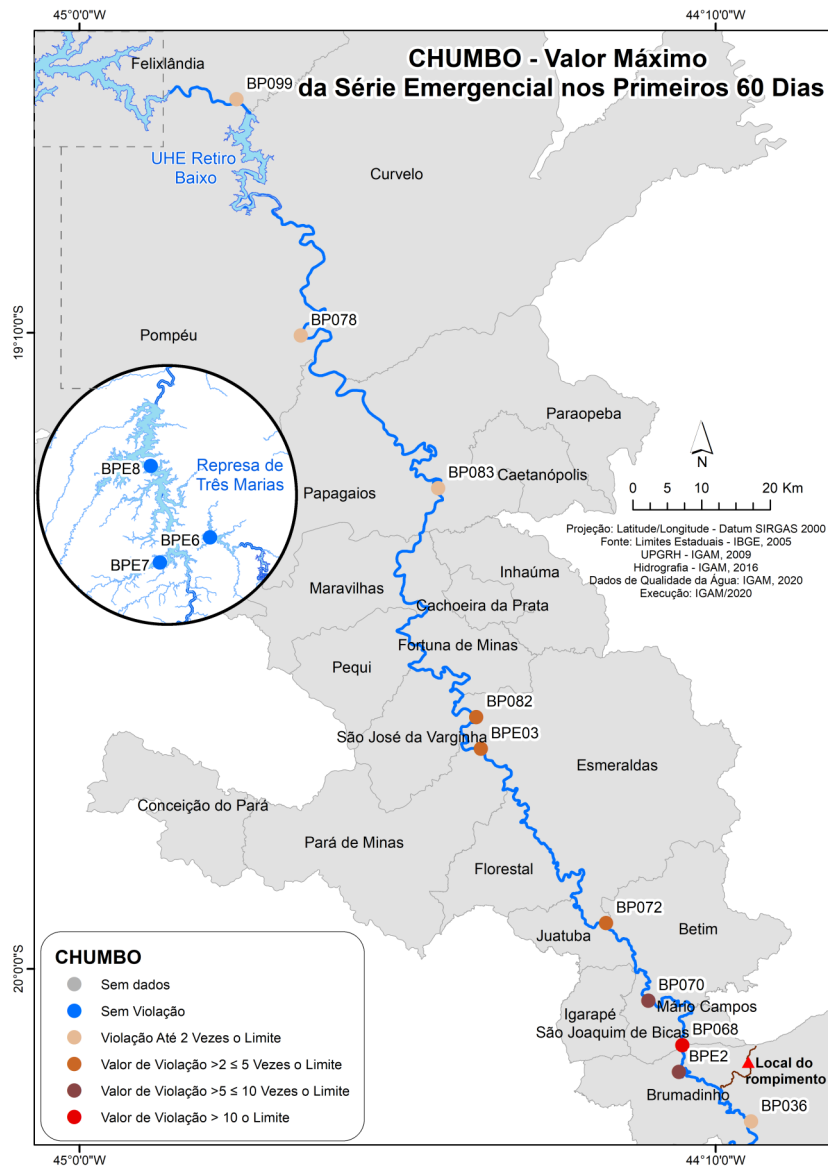 45°0'0"W
44°10'0"W
CHUMBO - Valor Máximo
da Série Emergencial nos Primeiros 60 Dias
Felixlândia
BP099
UHE Retiro
Baixo
Curvelo
19°10'0"S
BP078
Pompéu
Paraopeba
BP083
Caetanópolis
N
0 5 10 20 Km
BPE8
Represa de
Três Marias
Papagaios
BPE6
BPE7
Projeção: Latitude/Longitude - Datum SIRGAS 2000
Fonte: Limites Estaduais - IBGE, 2005
UPGRH - IGAM, 2009
Hidrografia - IGAM, 2016
Dados de Qualidade da Água: IGAM, 2020
Execução: IGAM/2020
Inhaúma
Maravilhas
Cachoeira da Prata
Fortuna de Minas
Pequi
BP082
São José da Varginha
BPE03
Esmeraldas
Conceição do Pará
Pará de Minas
Florestal
BP072
Juatuba
Betim
20°0'0"S
BP070
Mário Campos
Igarapé
São Joaquim de Bicas
BP068
BPE2
Local do
rompimento
Brumadinho
BP036
CHUMBO
Sem dados
Sem Violação
Violação Até 2 Vezes o Limite
Valor de Violação >2 ≤ 5 Vezes o Limite
Valor de Violação >5 ≤ 10 Vezes o Limite
Valor de Violação > 10 o Limite
45°0'0"W
44°10'0"W